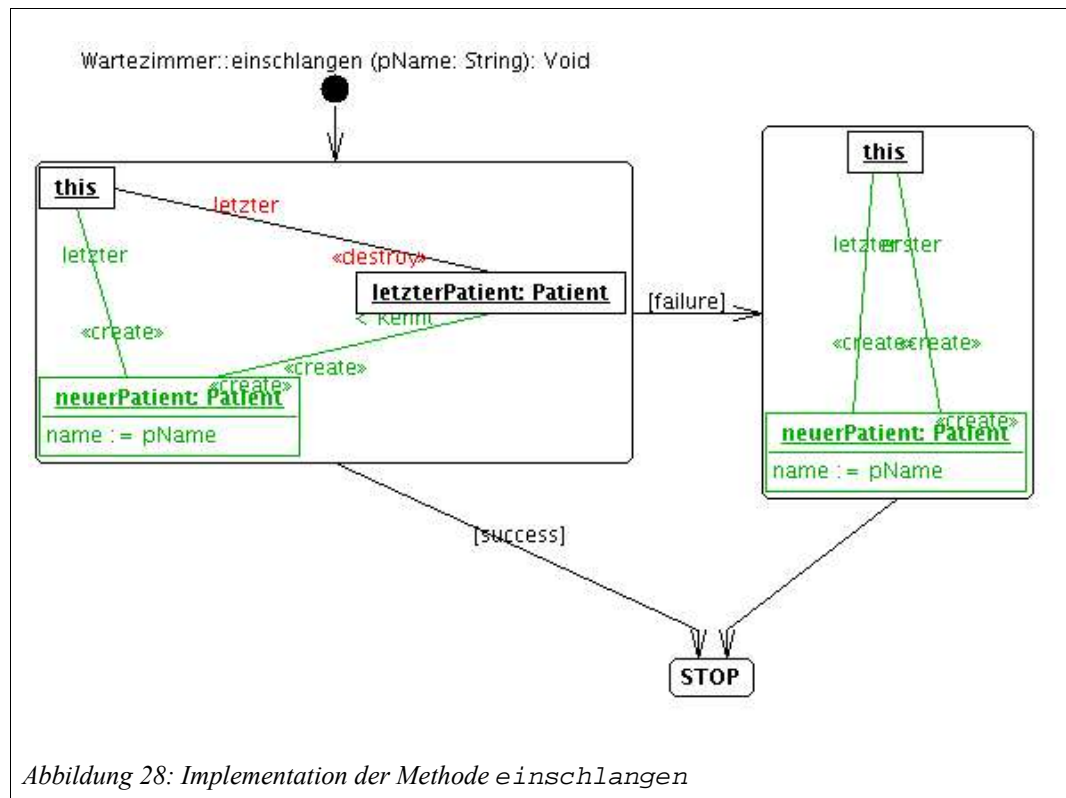 Wartezimmer::einschlangen (pName: String): Void
this
letzter
«destroy»
letzterPatient: Patient
letzter
«create»
< Kennt
«create»
«create»
neuerPatient: Patient
name := pName
[failure]
this
letzter
erster
«create»
«create»
«create»
neuerPatient: Patient
name := pName
[success]
STOP
Abbildung 28: Implementation der Methode einschlangen